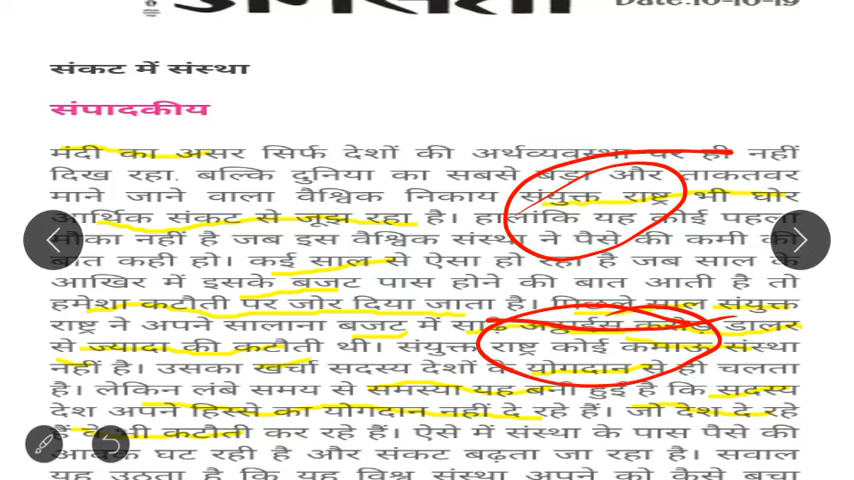 जनसत्ता
Date:10-10-19
संकट में संस्था
संपादकीय
मंदी का असर सिर्फ देशों की अर्थव्यवस्था पर ही नहीं
दिख रहा, बल्कि दुनिया का सबसे बड़ा और ताकतवर
माने जाने वाला वैश्विक निकाय संयुक्त राष्ट्र भी घोर
आर्थिक संकट से जूझ रहा है। हालांकि यह कोई पहला
मौका नहीं है जब इस वैश्विक संस्था ने पैसे की कमी की
बात कही हो। कई साल से ऐसा हो रहा है जब साल के
आखिर में इसके बजट पास होने की बात आती है तो
हमेशा कटौती पर जोर दिया जाता है। पिछले साल संयुक्त
राष्ट्र ने अपने सालाना बजट में साढ़े अठाईस करोड़ डॉलर
से ज्यादा की कटौती थी। संयुक्त राष्ट्र कोई कमाऊ संस्था
नहीं है। उसका खर्चा सदस्य देशों के योगदान से ही चलता
है। लेकिन लंबे समय से समस्या यह बनी हुई है कि सदस्य
देश अपने हिस्से का योगदान नहीं दे रहे हैं। जो देश दे रहे
हैं वे भी कटौती कर रहे हैं। ऐसे में संस्था के पास पैसे की
आवक घट रही है और संकट बढ़ता जा रहा है। सवाल
यह उठता है कि यह विश्व संस्था अपने को कैसे बचा